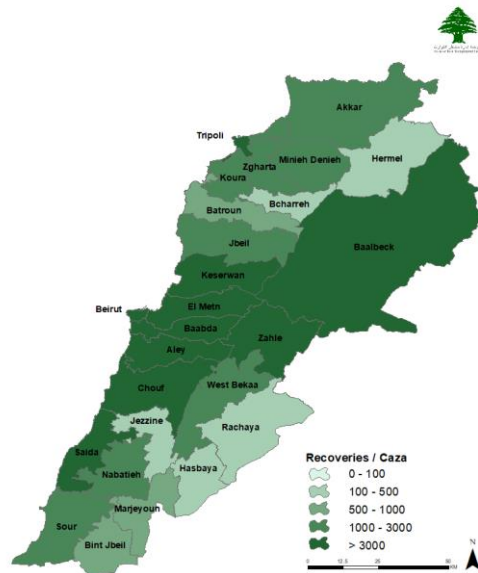 Akkar
Tripoli
Hermel
Minieh Denieh
Zgharta
Koura
Bcharreh
Batroun
Jbeil
Baalbeck
Keserwan
El Metn
Beirut
Baabda
Zahle
Aley
Chouf
West Bekaa
Jezzine
Rachaya
Saida
Recoveries / Caza
0 - 100
100 - 500
500 - 1000
1000 - 3000
> 3000
Hasbaya
Nabatieh
Marjeyouh
Sour
Bint Jbeil
N
KM